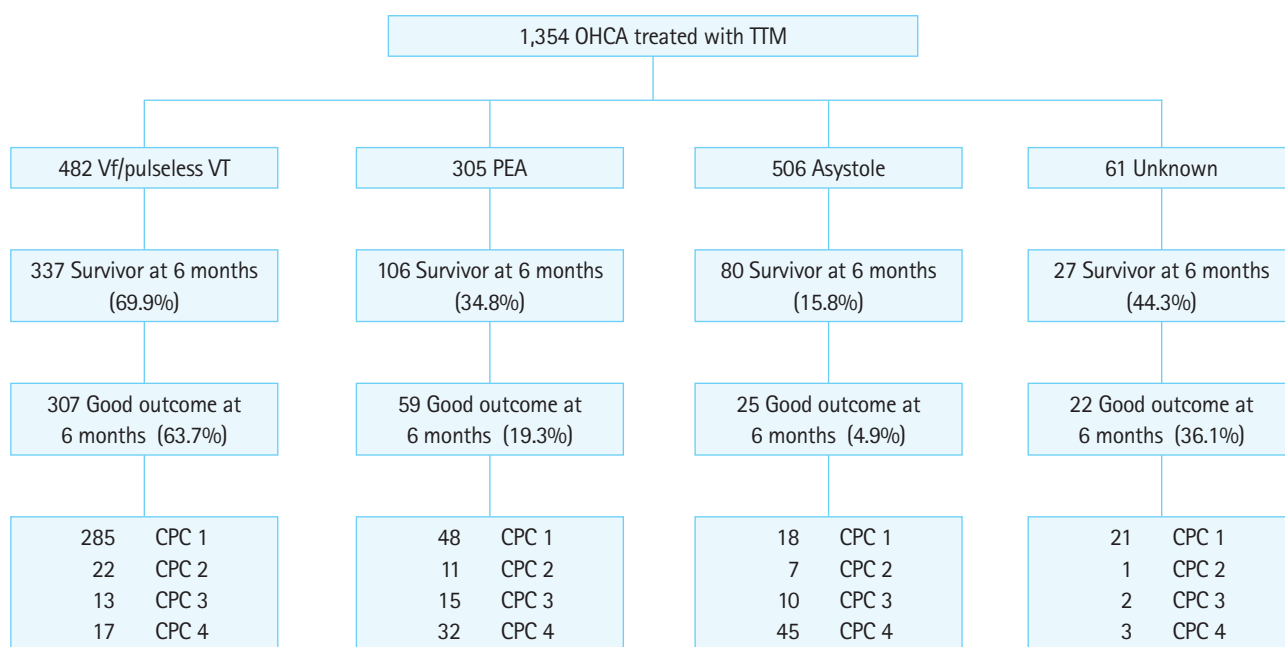 1,354 OHCA treated with TTM
482 Vf/pulseless VT
305 PEA
506 Asystole
61 Unknown
337 Survivor at 6 months
(69.9%)
106 Survivor at 6 months
(34.8%)
80 Survivor at 6 months
(15.8%)
27 Survivor at 6 months
(44.3%)
307 Good outcome at
6 months (63.7%)
59 Good outcome at
6 months (19.3%)
25 Good outcome at
6 months (4.9%)
22 Good outcome at
6 months (36.1%)
285 CPC 1
22 CPC 2
13 CPC 3
17 CPC 4
48 CPC 1
11 CPC 2
15 CPC 3
32 CPC 4
18 CPC 1
7 CPC 2
10 CPC 3
45 CPC 4
21 CPC 1
1 CPC 2
2 CPC 3
3 CPC 4